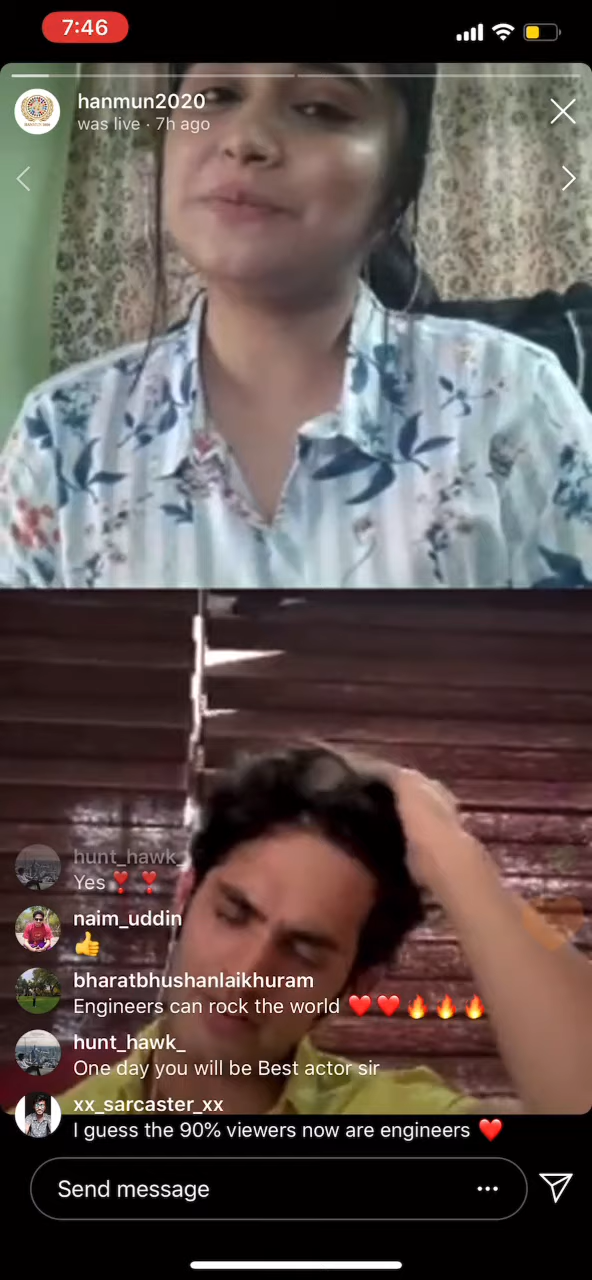 7:46
hanmun2020
was live · 7h ago
hunt_hawk_
Yes❣️❣️
naim_uddin
👍
bharatbhushanlaikhuram
Engineers can rock the world ❤️❤️🔥🔥🔥
hunt_hawk_
One day you will be Best actor sir
xx_sarcaster_xx
I guess the 90% viewers now are engineers ❤️
Send message